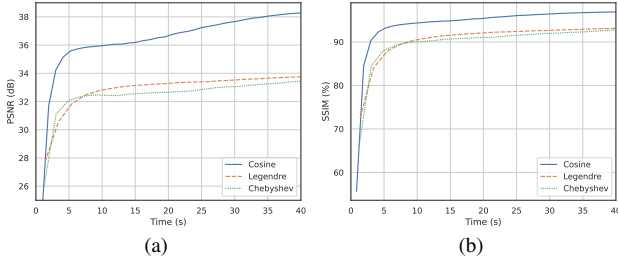 38
36
34
32
30
28
26
PSNR (dB)
0 5 10 15 20 25 30 35 40
Time (s)
Cosine
Legendre
Chebyshev
(a)
90
80
70
60
SSIM (%)
0 5 10 15 20 25 30 35 40
Time (s)
Cosine
Legendre
Chebyshev
(b)